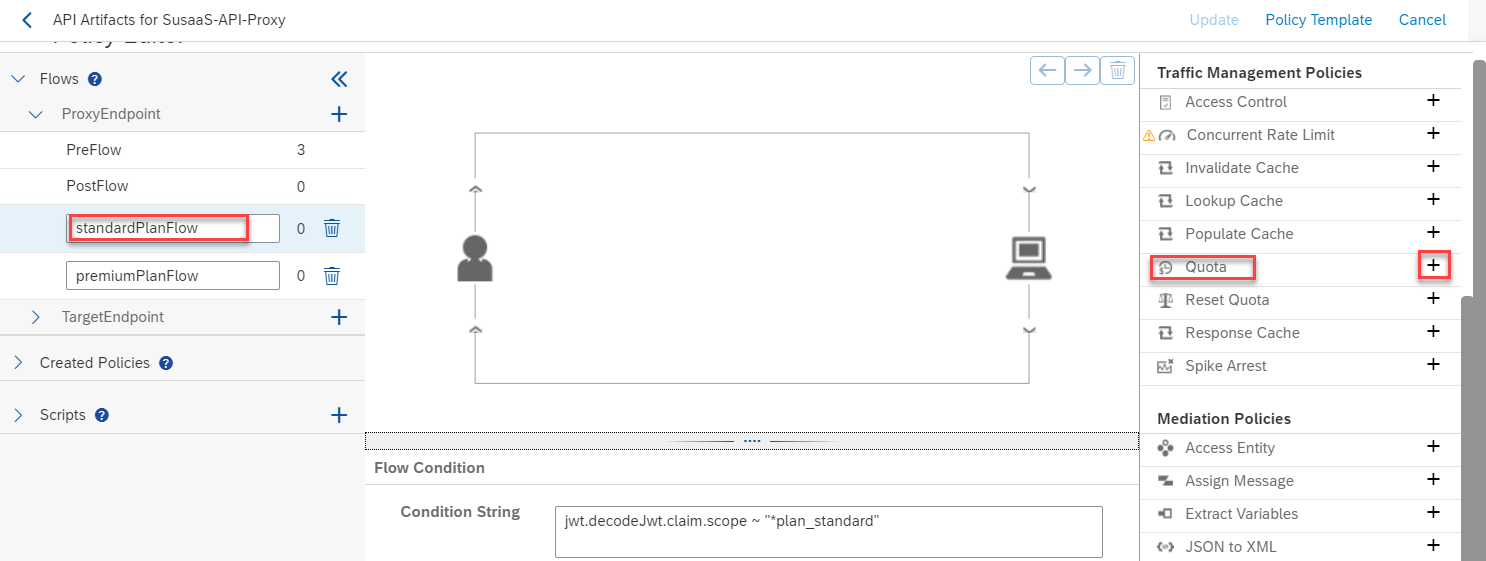 API Artifacts for SusaaS-API-Proxy
Update Policy Template Cancel
Policy Editor
Flows ?
ProxyEndpoint
PreFlow 3
PostFlow 0
standardPlanFlow 0
premiumPlanFlow 0
TargetEndpoint
Created Policies ?
Scripts ?
Flow Condition
Condition String
jwt.decodeJwt.claim.scope ~ "*plan_standard"
Traffic Management Policies
Access Control
Concurrent Rate Limit
Invalidate Cache
Lookup Cache
Populate Cache
Quota
Reset Quota
Response Cache
Spike Arrest
Mediation Policies
Access Entity
Assign Message
Extract Variables
JSON to XML